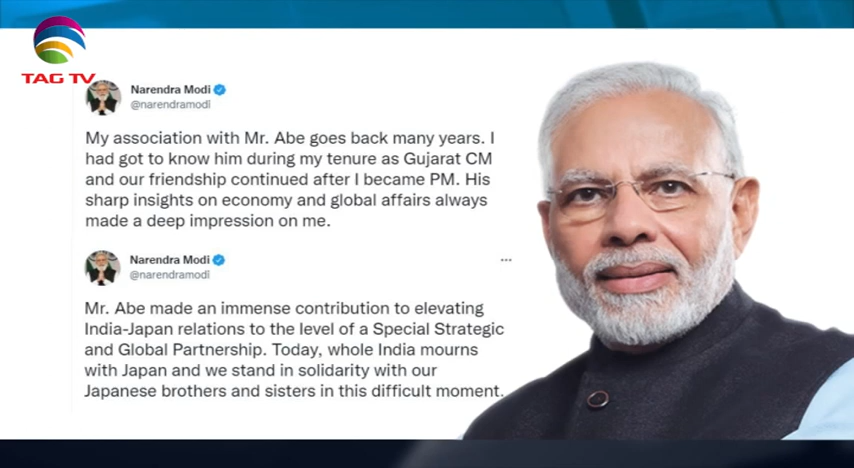 TAG TV
Narendra Modi
@narendramodi
My association with Mr. Abe goes back many years. I
had got to know him during my tenure as Gujarat CM
and our friendship continued after I became PM. His
sharp insights on economy and global affairs always
made a deep impression on me.
Narendra Modi
@narendramodi
Mr. Abe made an immense contribution to elevating
India-Japan relations to the level of a Special Strategic
and Global Partnership. Today, whole India mourns
with Japan and we stand in solidarity with our
Japanese brothers and sisters in this difficult moment.